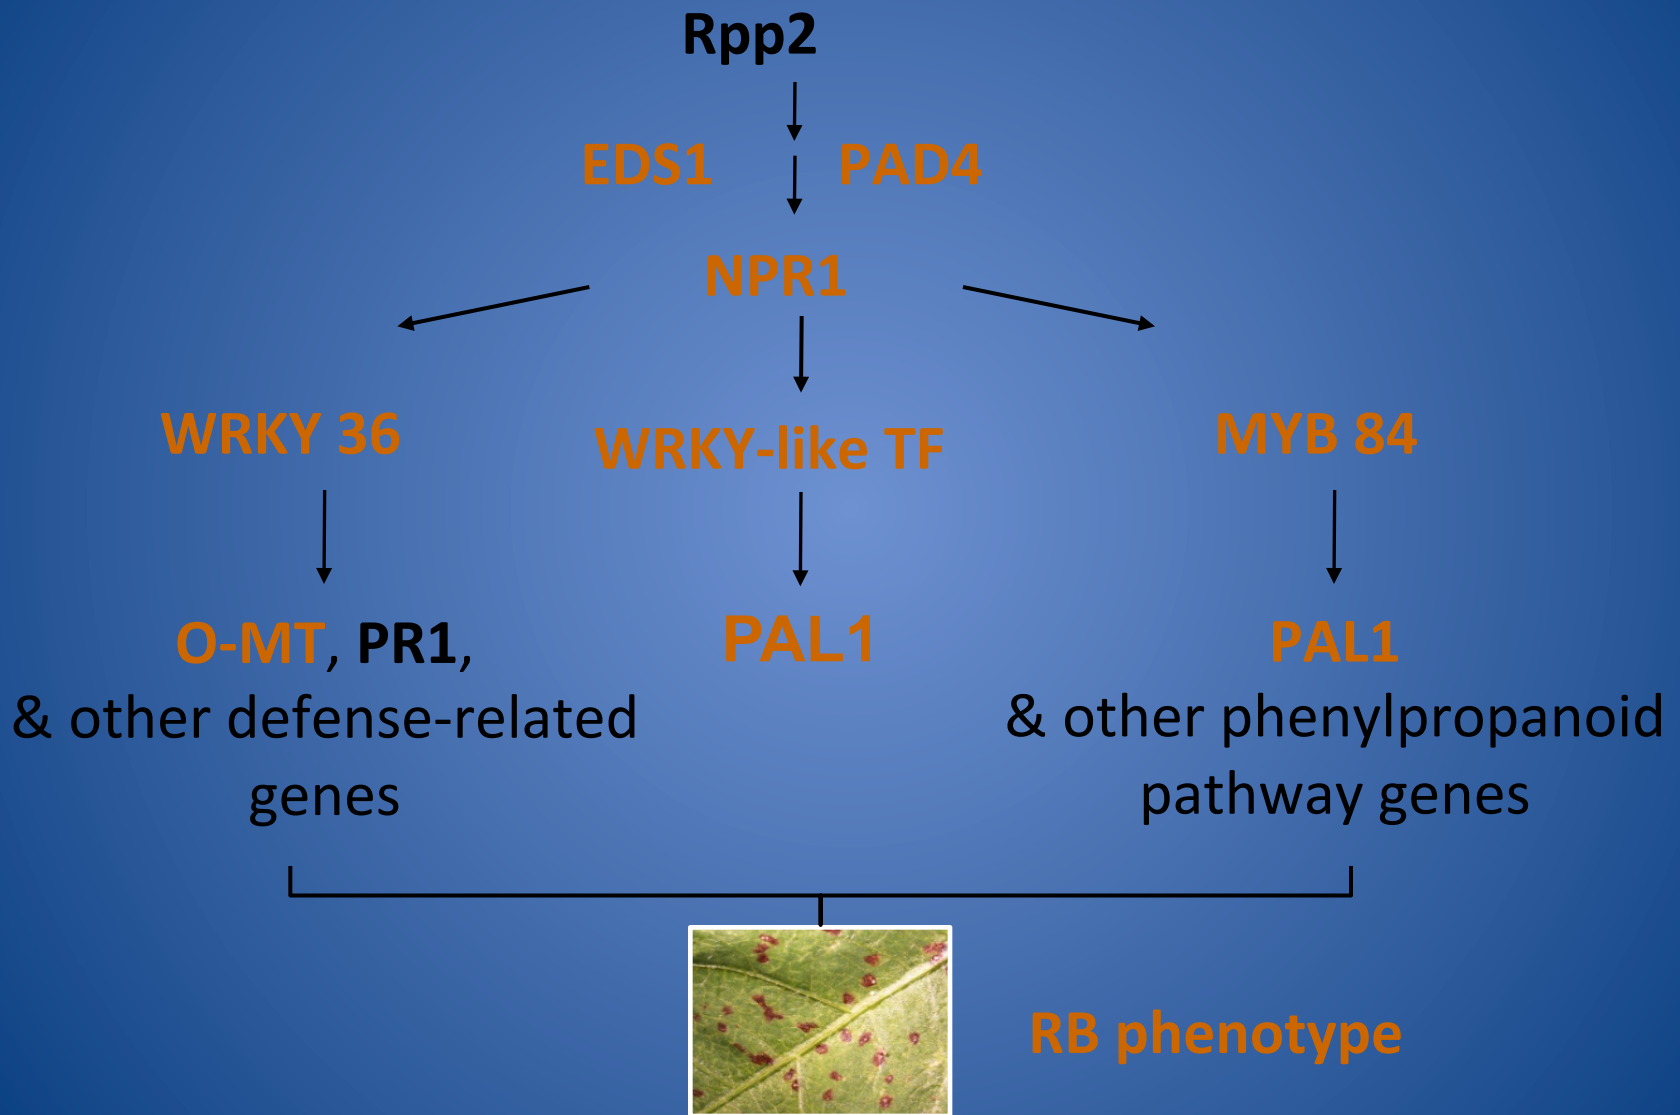 Rpp2
EDS1 PAD4
NPR1
WRKY 36
WRKY-like TF
MYB 84
O-MT, PR1,
& other defense-related
genes
PAL1
PAL1
& other phenylpropanoid
pathway genes
RB phenotype